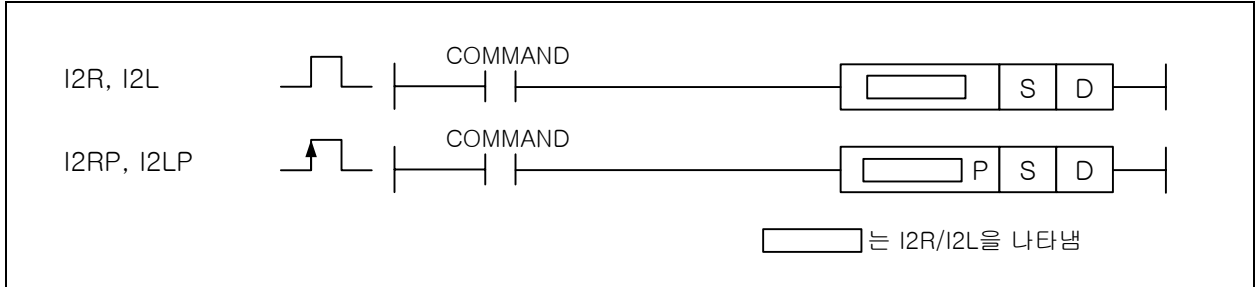 COMMAND
I2R, I2L S D
COMMAND
I2RP, I2LP P S D
는 I2R/I2L을 나타냄